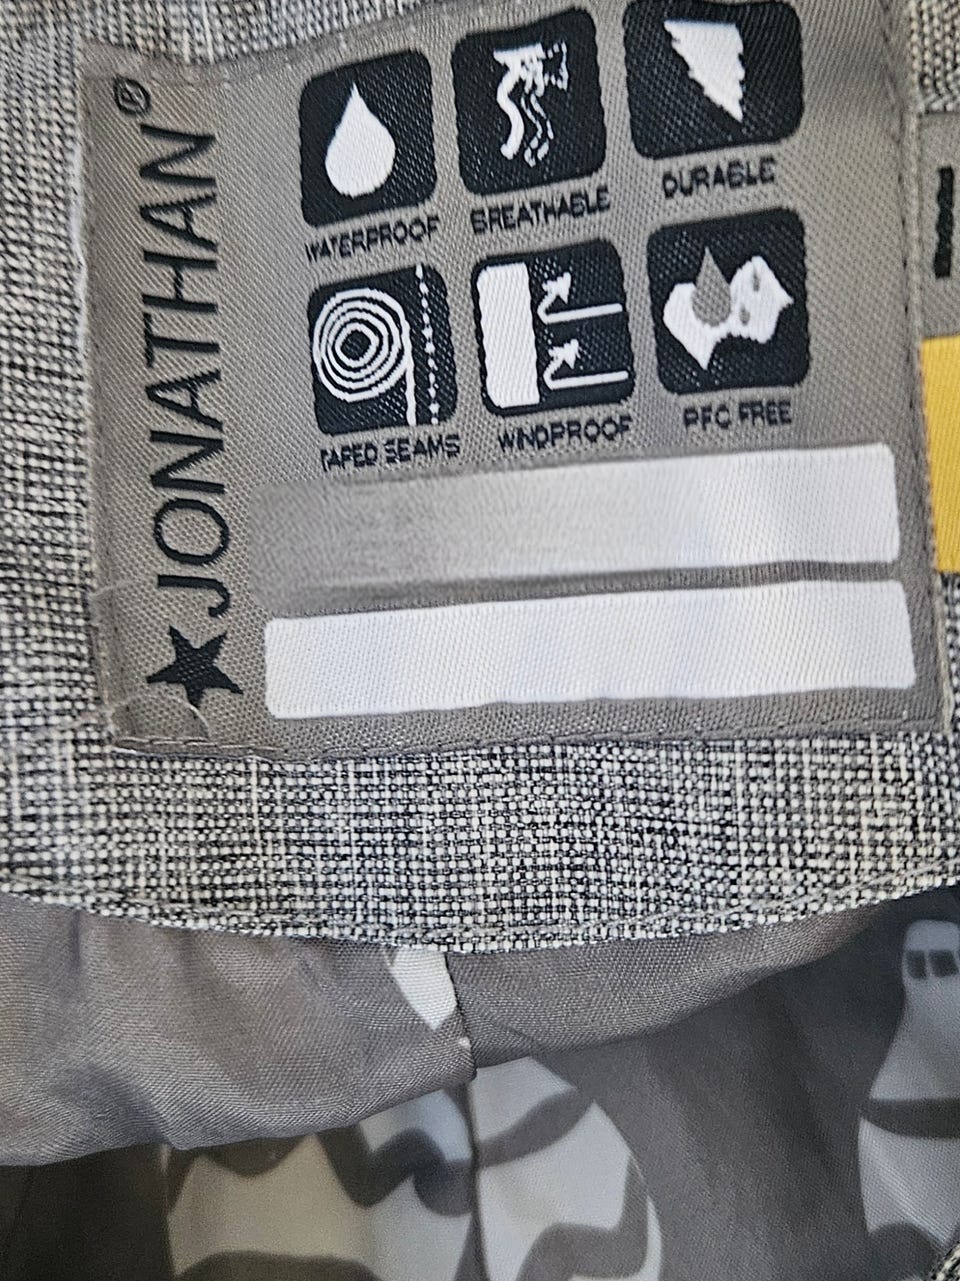 JONATHAN®
WATERPROOF
BREATHABLE
DURABLE
TAPED SEAMS
WINDPROOF
PFC FREE